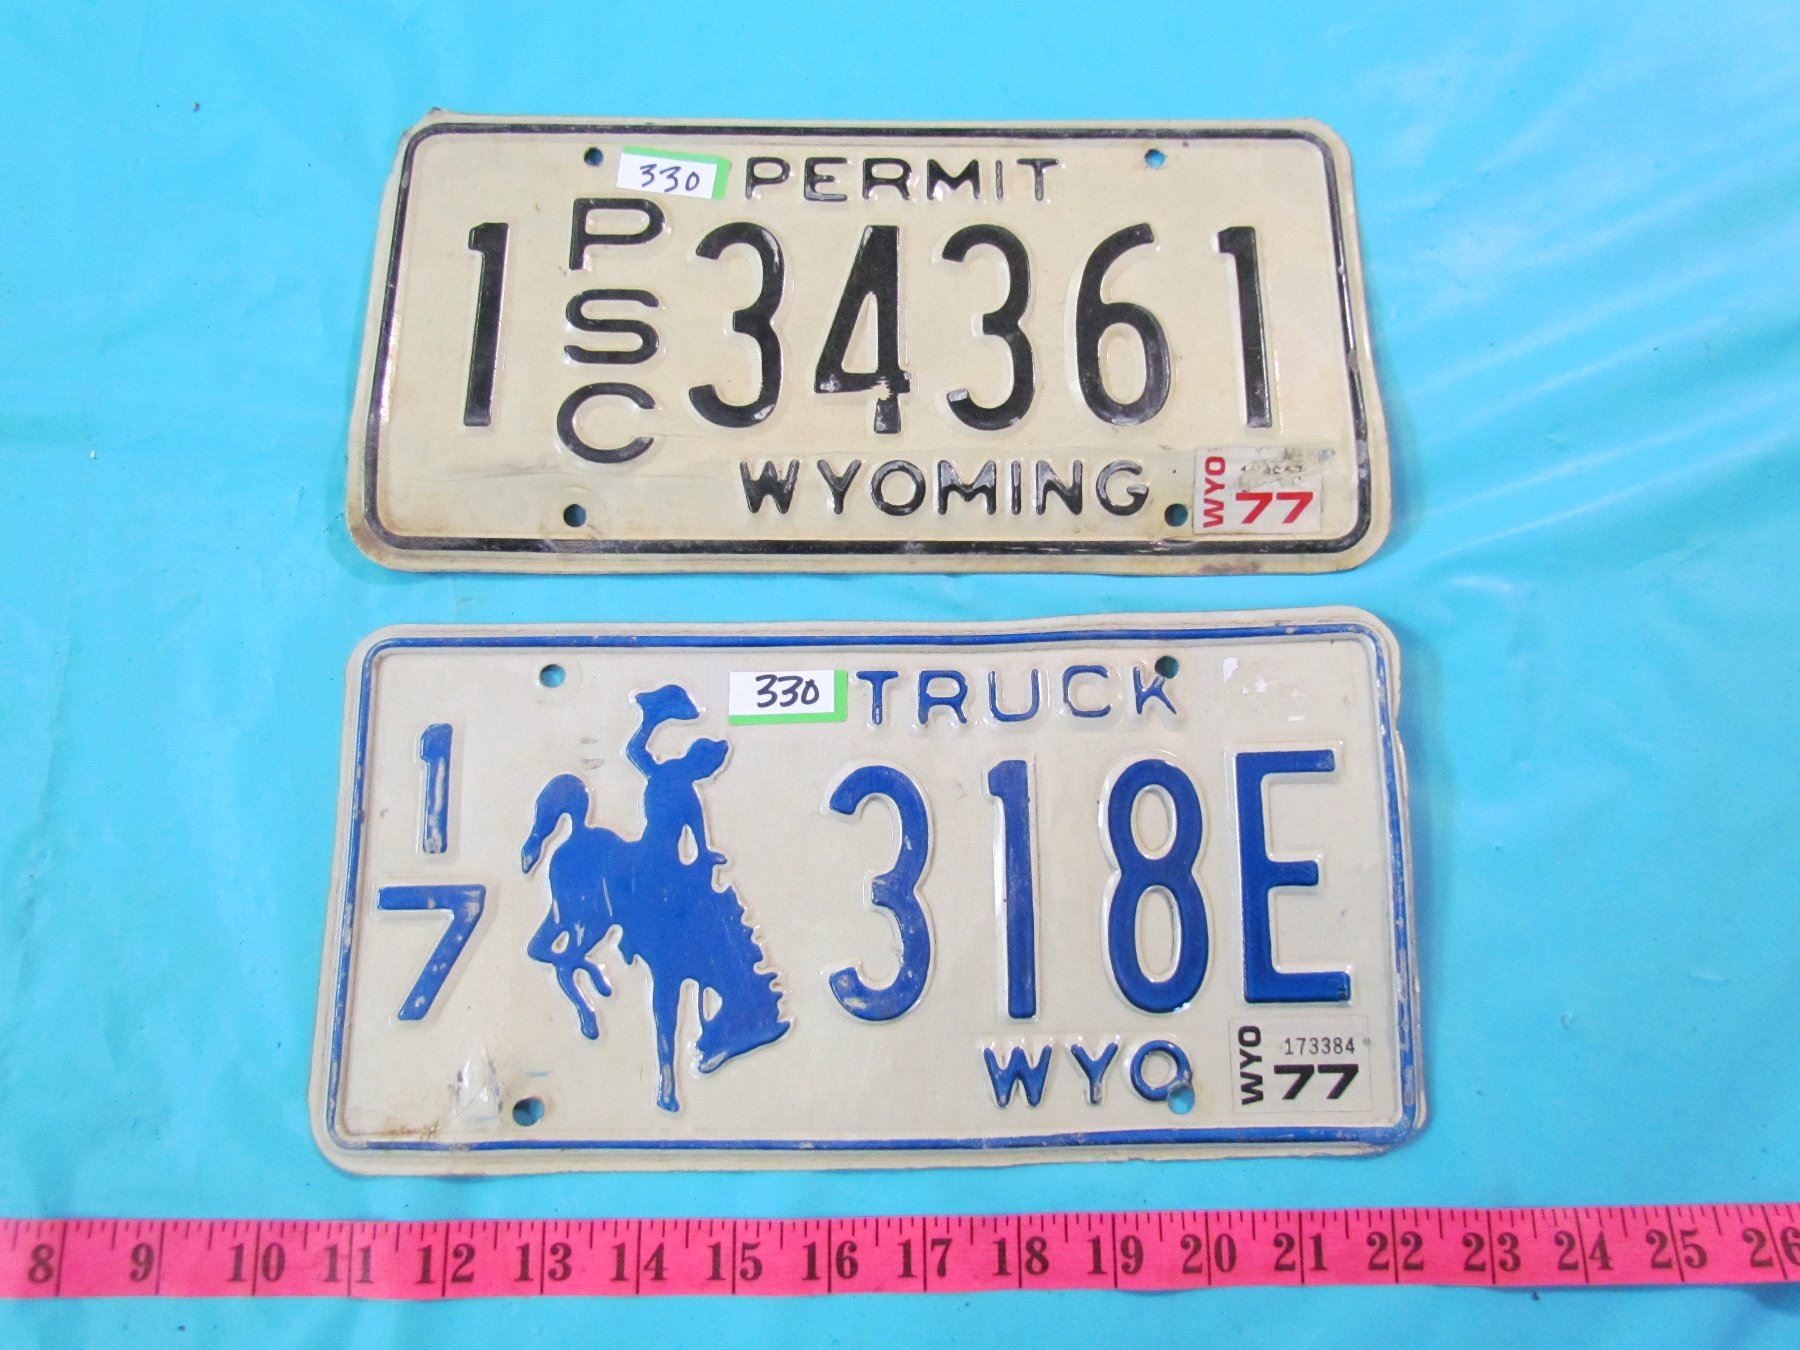 330 PERMIT
1 PSC 34361
WYOMING
WYO 77
330 TRUCK
17 318E
WYO
WYO 173384
77
8 9 10 11 12 13 14 15 16 17 18 19 20 21 22 23 24 25 26